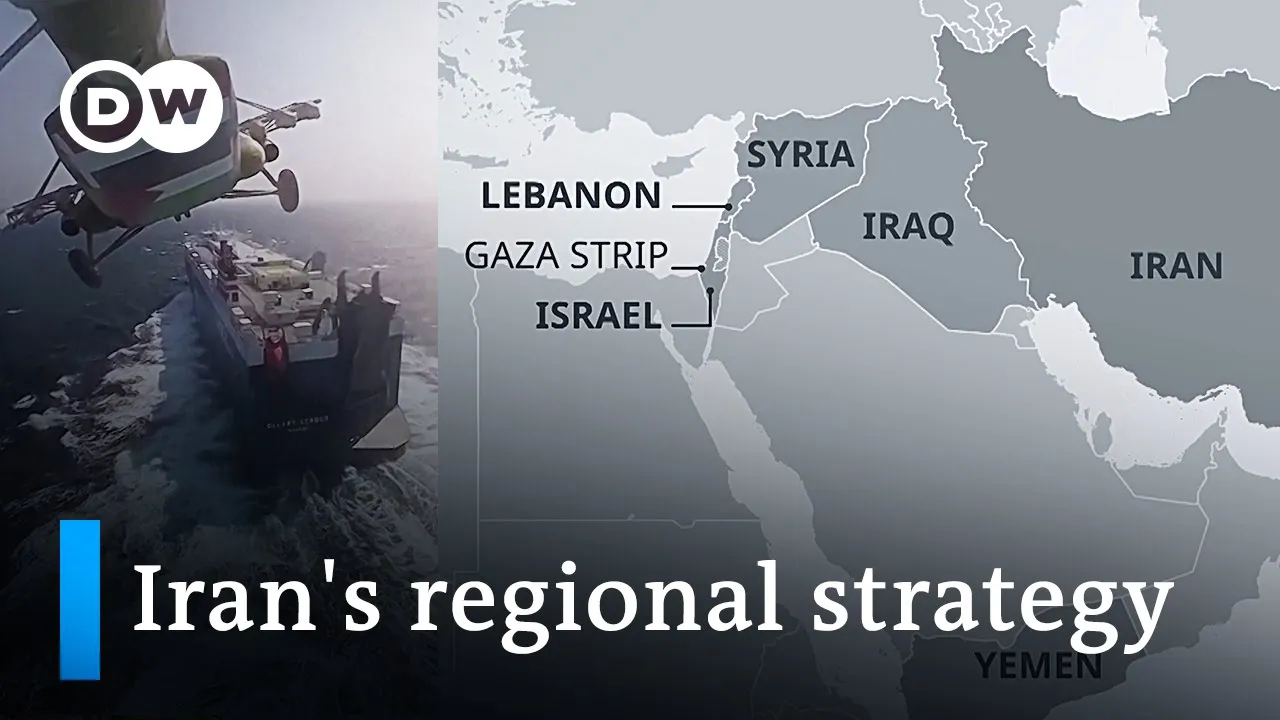 DW
SYRIA
LEBANON
IRAQ
GAZA STRIP
IRAN
ISRAEL
Iran's regional strategy
YEMEN